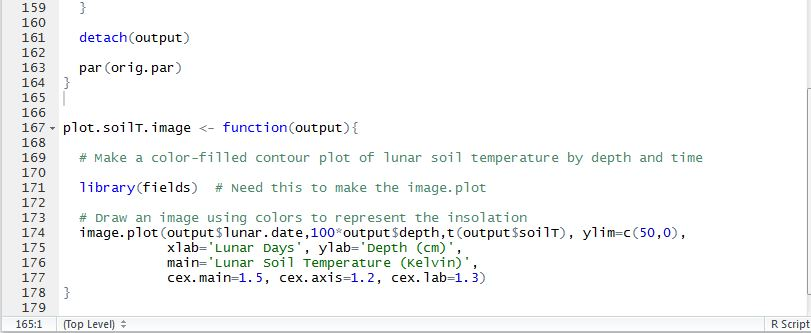 159 }
160
161 detach(output)
162
163 par(orig.par)
164 }
165
166
167 plot.soilT.image <- function(output){
168
169 # Make a color-filled contour plot of lunar soil temperature by depth and time
170
171 library(fields) # Need this to make the image.plot
172
173 # Draw an image using colors to represent the insolation
174 image.plot(output$lunar.date,100*output$depth,t(output$soilT), ylim=c(50,0),
175 xlab='Lunar Days', ylab='Depth (cm)',
176 main='Lunar Soil Temperature (Kelvin)',
177 cex.main=1.5, cex.axis=1.2, cex.lab=1.3)
178 }
179
165:1 (Top Level) R Script